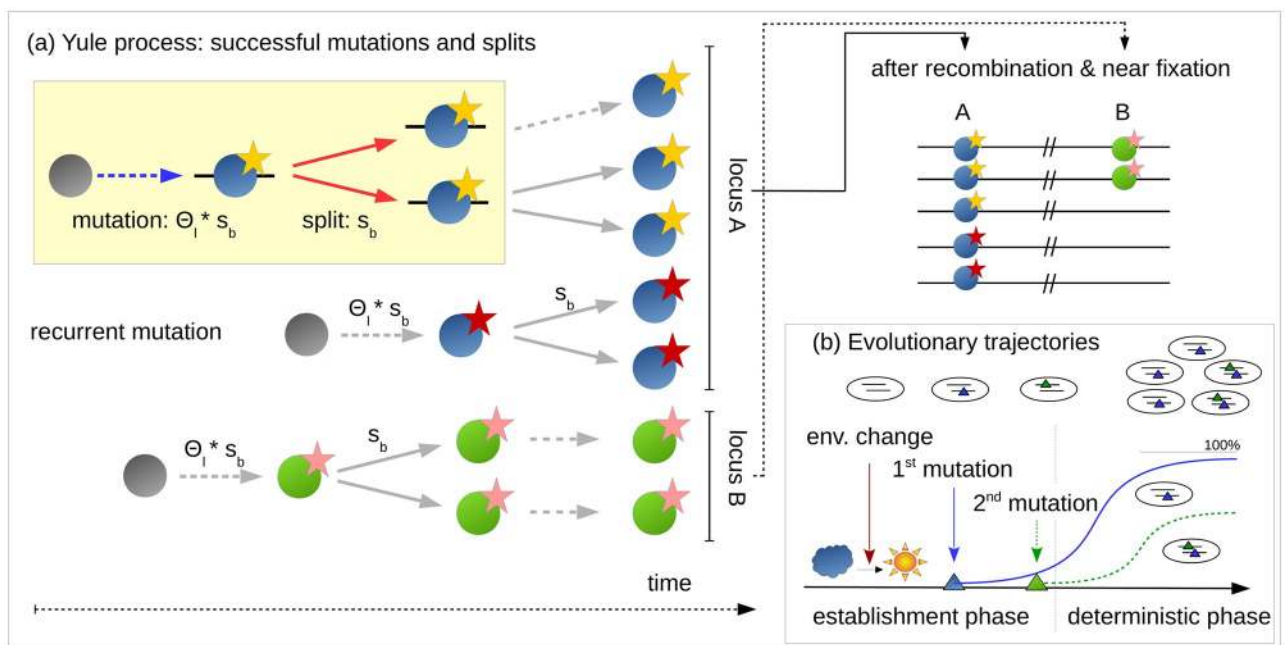 (a) Yule process: successful mutations and splits
mutation: Θl * sb
split: sb
recurrent mutation
Θl * sb
sb
Θl * sb
sb
locus A
locus B
time
after recombination & near fixation
A
B
//
//
//
//
//
(b) Evolutionary trajectories
env. change
1st mutation
2nd mutation
100%
establishment phase
deterministic phase